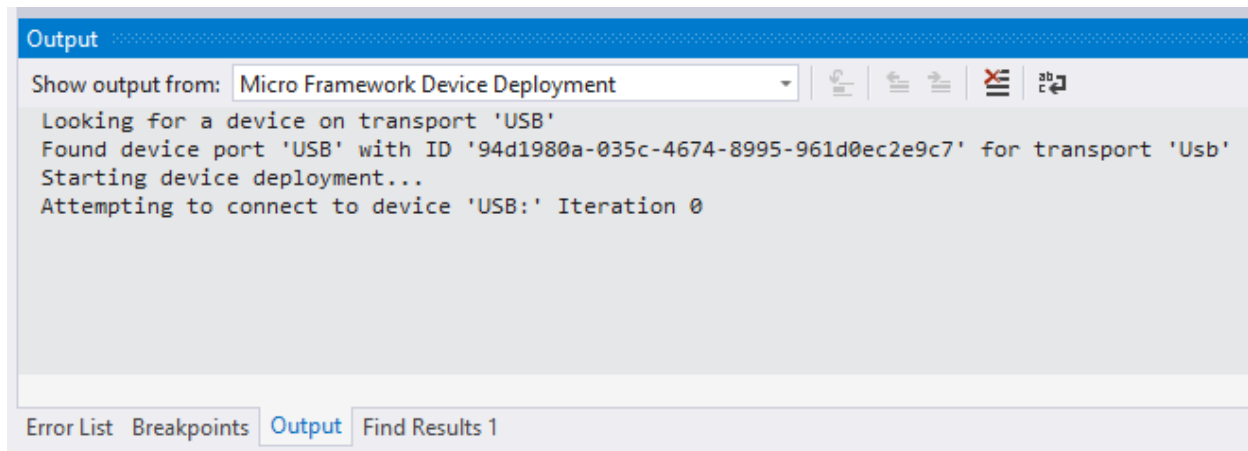 Output
Show output from: Micro Framework Device Deployment
Looking for a device on transport 'USB'
Found device port 'USB' with ID '94d1980a-035c-4674-8995-961d0ec2e9c7' for transport 'Usb'
Starting device deployment...
Attempting to connect to device 'USB:' Iteration 0
Error List Breakpoints Output Find Results 1